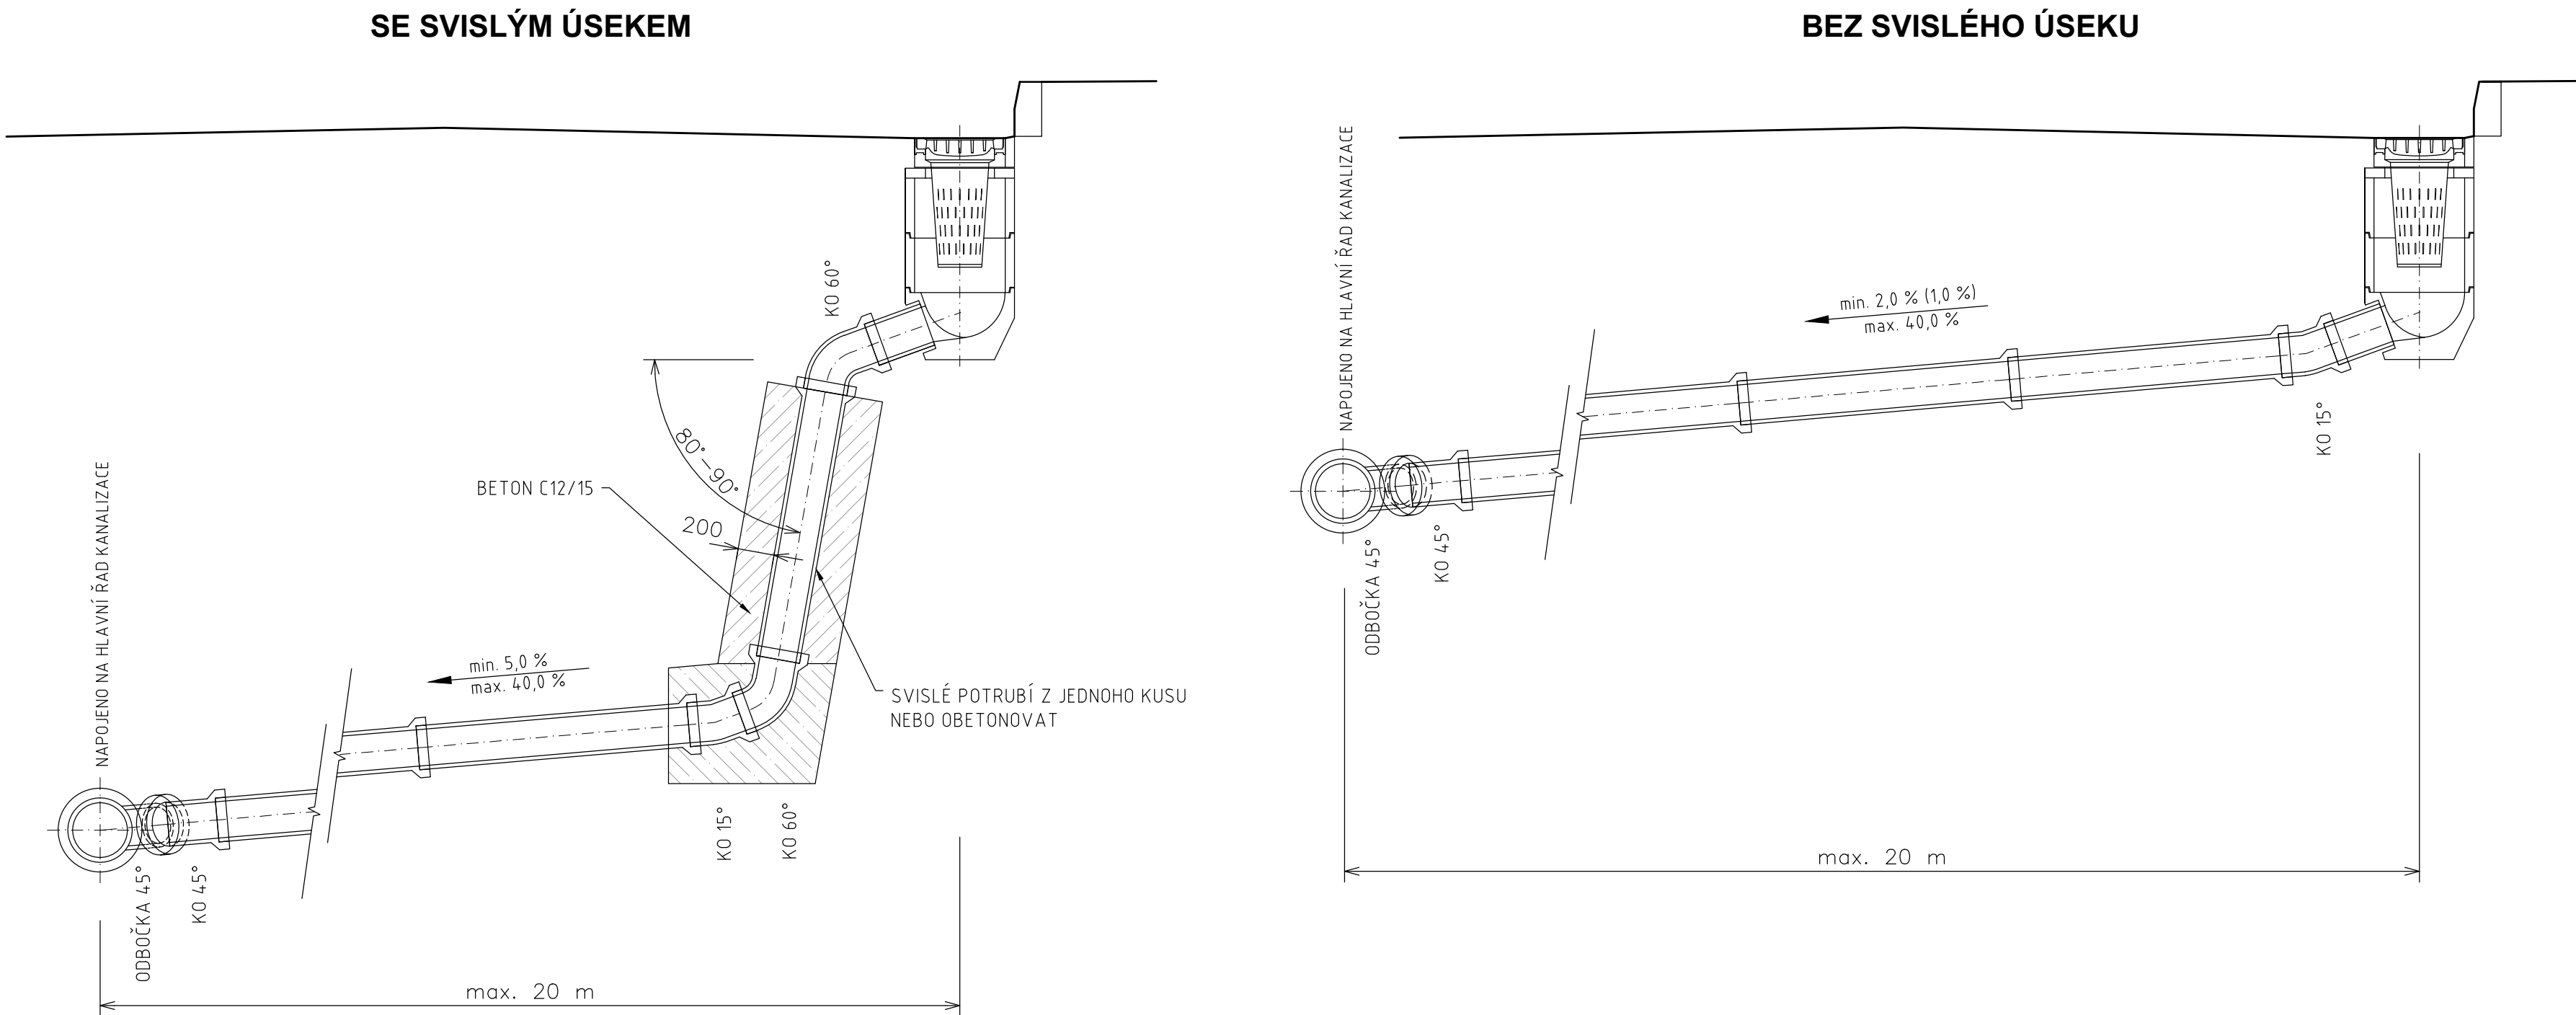 SE SVISLÝM ÚSEKEM
NAPOJENO NA HLAVNÍ ŘAD KANALIZACE
ODBOČKA 45°
KO 45°
min. 5,0 %
max. 40,0 %
BETON C12/15
200
80°-90°
KO 60°
KO 15°
KO 60°
SVISLÉ POTRUBÍ Z JEDNOHO KUSU
NEBO OBETONOVAT
max. 20 m
BEZ SVISLÉHO ÚSEKU
NAPOJENO NA HLAVNÍ ŘAD KANALIZACE
ODBOČKA 45°
KO 45°
min. 2,0 % (1,0 %)
max. 40,0 %
KO 15°
max. 20 m